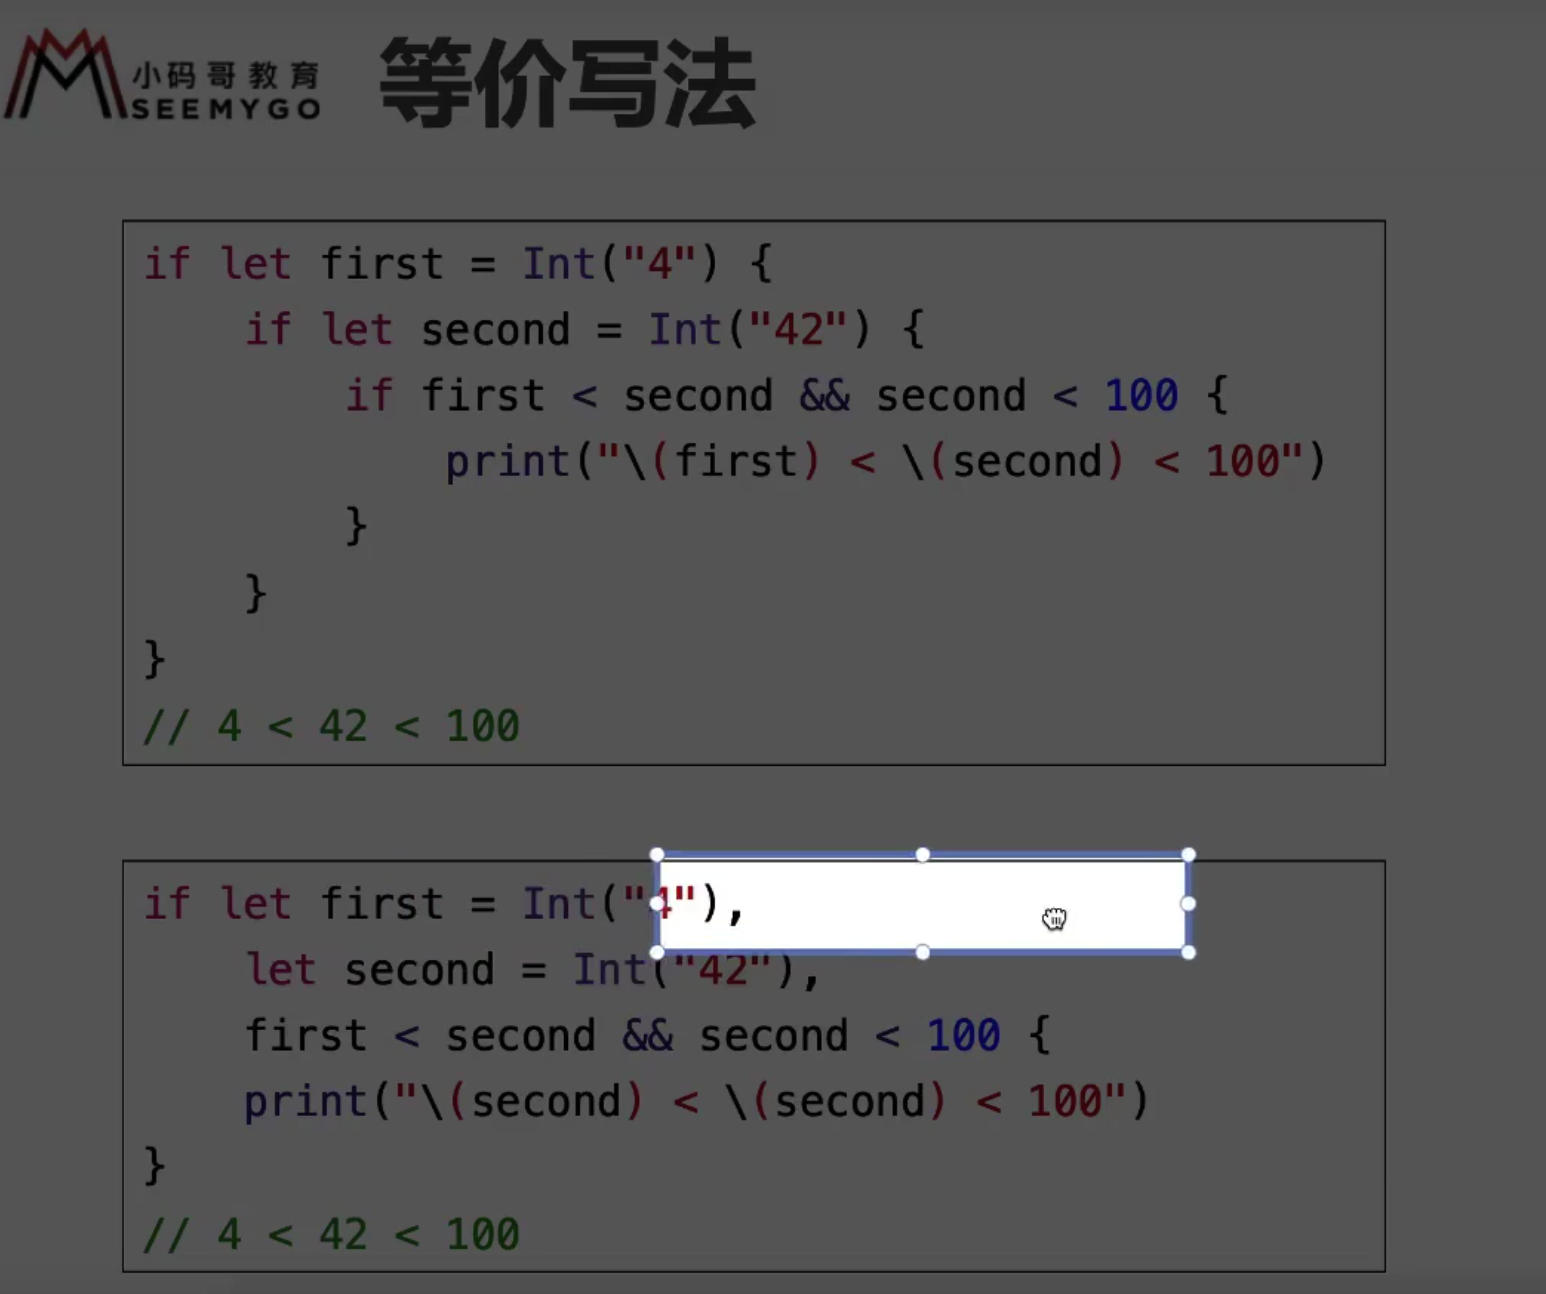 小码哥教育
SEEMYGO
等价写法
if let first = Int("4") {
    if let second = Int("42") {
        if first < second && second < 100 {
            print("\(first) < \(second) < 100")
        }
    }
}
// 4 < 42 < 100
if let first = Int("4"),
    let second = Int("42"),
    first < second && second < 100 {
    print("\(second) < \(second) < 100")
}
// 4 < 42 < 100